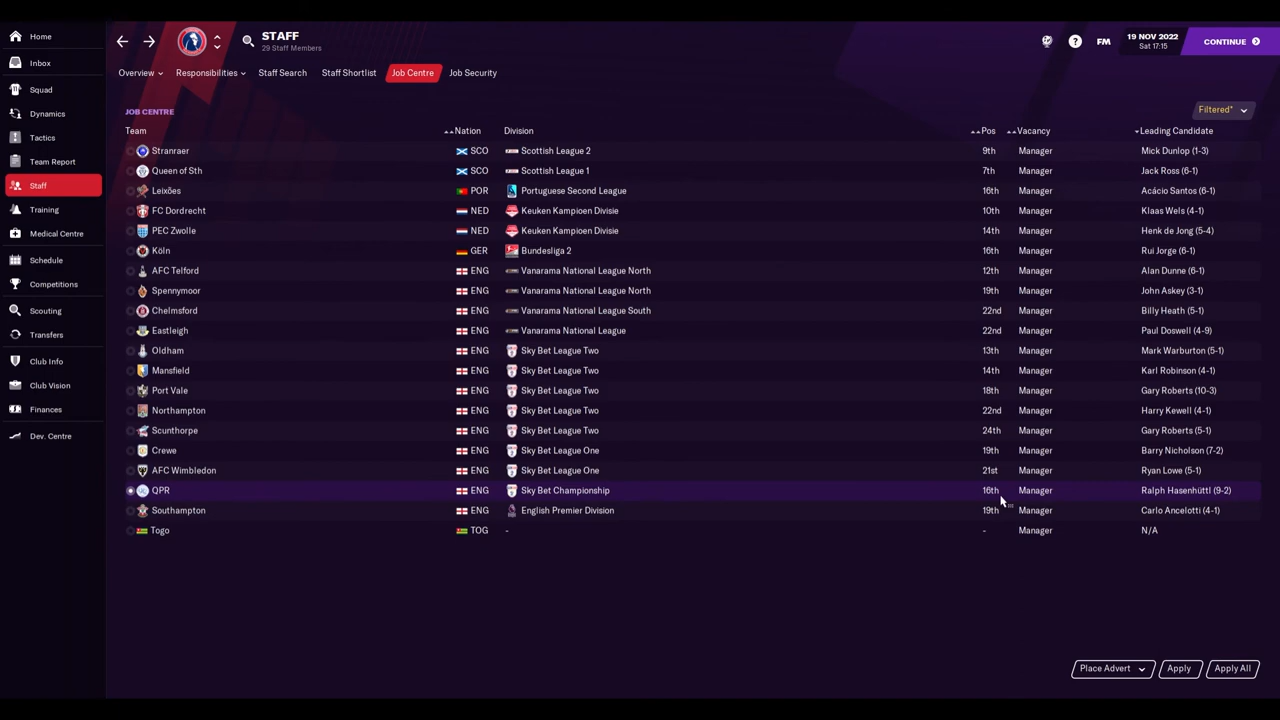 Home
Inbox
Squad
Dynamics
Tactics
Team Report
Staff
Training
Medical Centre
Schedule
Competitions
Scouting
Transfers
Club Info
Club Vision
Finances
Dev. Centre
STAFF
29 Staff Members
? FM 19 NOV 2022 CONTINUE
Sat 17:15
Overview Responsibilities Staff Search Staff Shortlist Job Centre Job Security
JOB CENTRE Filtered*
Team Nation Division Pos Vacancy Leading Candidate
Stranraer SCO Scottish League 2 9th Manager Mick Dunlop (1-3)
Queen of Sth SCO Scottish League 1 7th Manager Jack Ross (6-1)
Leixões POR Portuguese Second League 16th Manager Acácio Santos (6-1)
FC Dordrecht NED Keuken Kampioen Divisie 10th Manager Klaas Wels (4-1)
PEC Zwolle NED Keuken Kampioen Divisie 14th Manager Henk de Jong (5-4)
Köln GER Bundesliga 2 16th Manager Rui Jorge (6-1)
AFC Telford ENG Vanarama National League North 12th Manager Alan Dunne (6-1)
Spennymoor ENG Vanarama National League North 19th Manager John Askey (3-1)
Chelmsford ENG Vanarama National League South 22nd Manager Billy Heath (5-1)
Eastleigh ENG Vanarama National League 22nd Manager Paul Doswell (4-9)
Oldham ENG Sky Bet League Two 13th Manager Mark Warburton (5-1)
Mansfield ENG Sky Bet League Two 14th Manager Karl Robinson (4-1)
Port Vale ENG Sky Bet League Two 18th Manager Gary Roberts (10-3)
Northampton ENG Sky Bet League Two 22nd Manager Harry Kewell (4-1)
Scunthorpe ENG Sky Bet League Two 24th Manager Gary Roberts (5-1)
Crewe ENG Sky Bet League One 19th Manager Barry Nicholson (7-2)
AFC Wimbledon ENG Sky Bet League One 21st Manager Ryan Lowe (5-1)
QPR ENG Sky Bet Championship 16th Manager Ralph Hasenhüttl (9-2)
Southampton ENG English Premier Division 19th Manager Carlo Ancelotti (4-1)
Togo TOG - - Manager N/A
Place Advert Apply Apply All